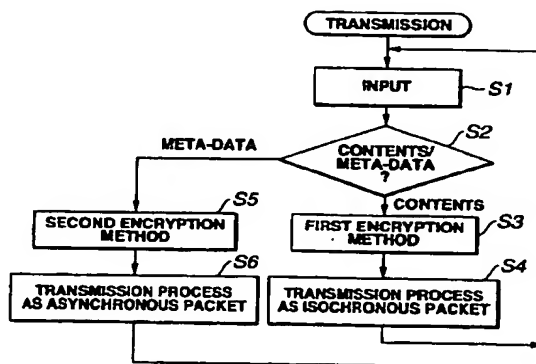 TRANSMISSION
INPUT
S1
S2
CONTENTS/
META-DATA
?
META-DATA
CONTENTS
S5
SECOND ENCRYPTION
METHOD
S3
FIRST ENCRYPTION
METHOD
S6
TRANSMISSION PROCESS
AS ASYNCHRONOUS PACKET
S4
TRANSMISSION PROCESS
AS ISOCHRONOUS PACKET